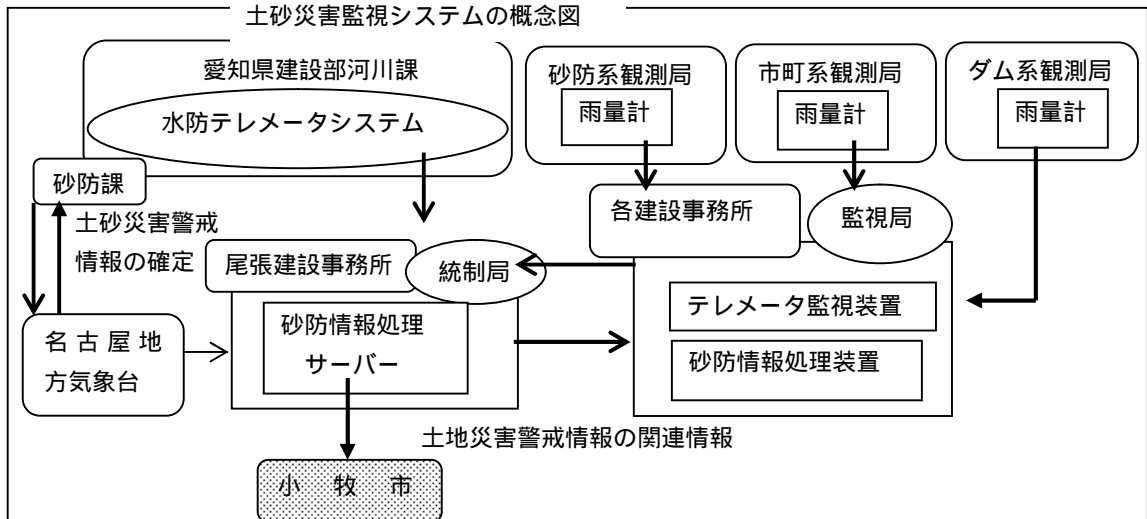 土砂災害監視システムの概念図
愛知県建設部河川課
水防テレメータシステム
砂防系観測局
雨量計
市町系観測局
雨量計
ダム系観測局
雨量計
砂防課
土砂災害警戒
情報の確定
各建設事務所
監視局
尾張建設事務所
統制局
砂防情報処理
サーバー
テレメータ監視装置
砂防情報処理装置
名古屋地
方気象台
土地災害警戒情報の関連情報
小牧市